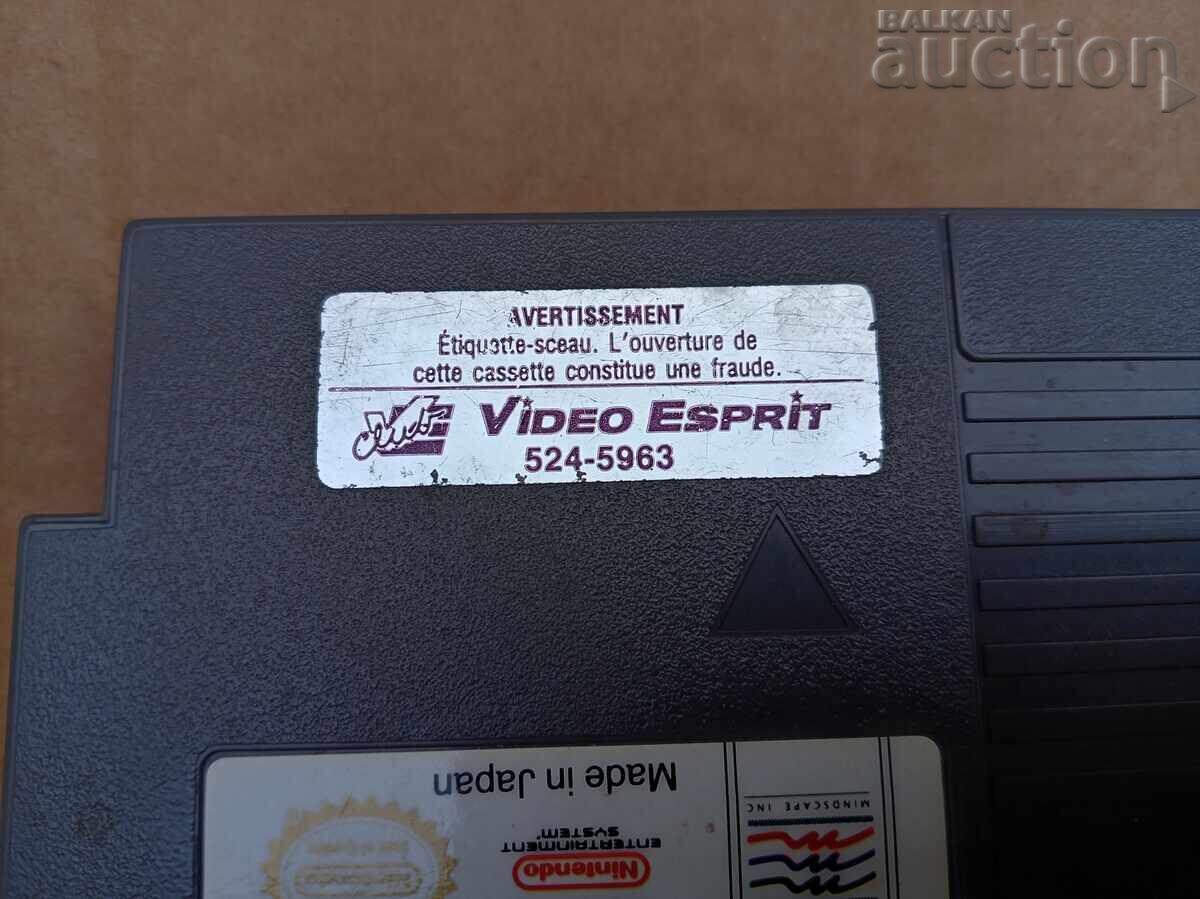 BALKAN
auction
AVERTISSEMENT
Étiquette-sceau. L'ouverture de
cette cassette constitue une fraude.
VIDEO ESPRIT
524-5963
Made in Japan
MINDSCAPE INC
Nintendo
ENTERTAINMENT
SYSTEM